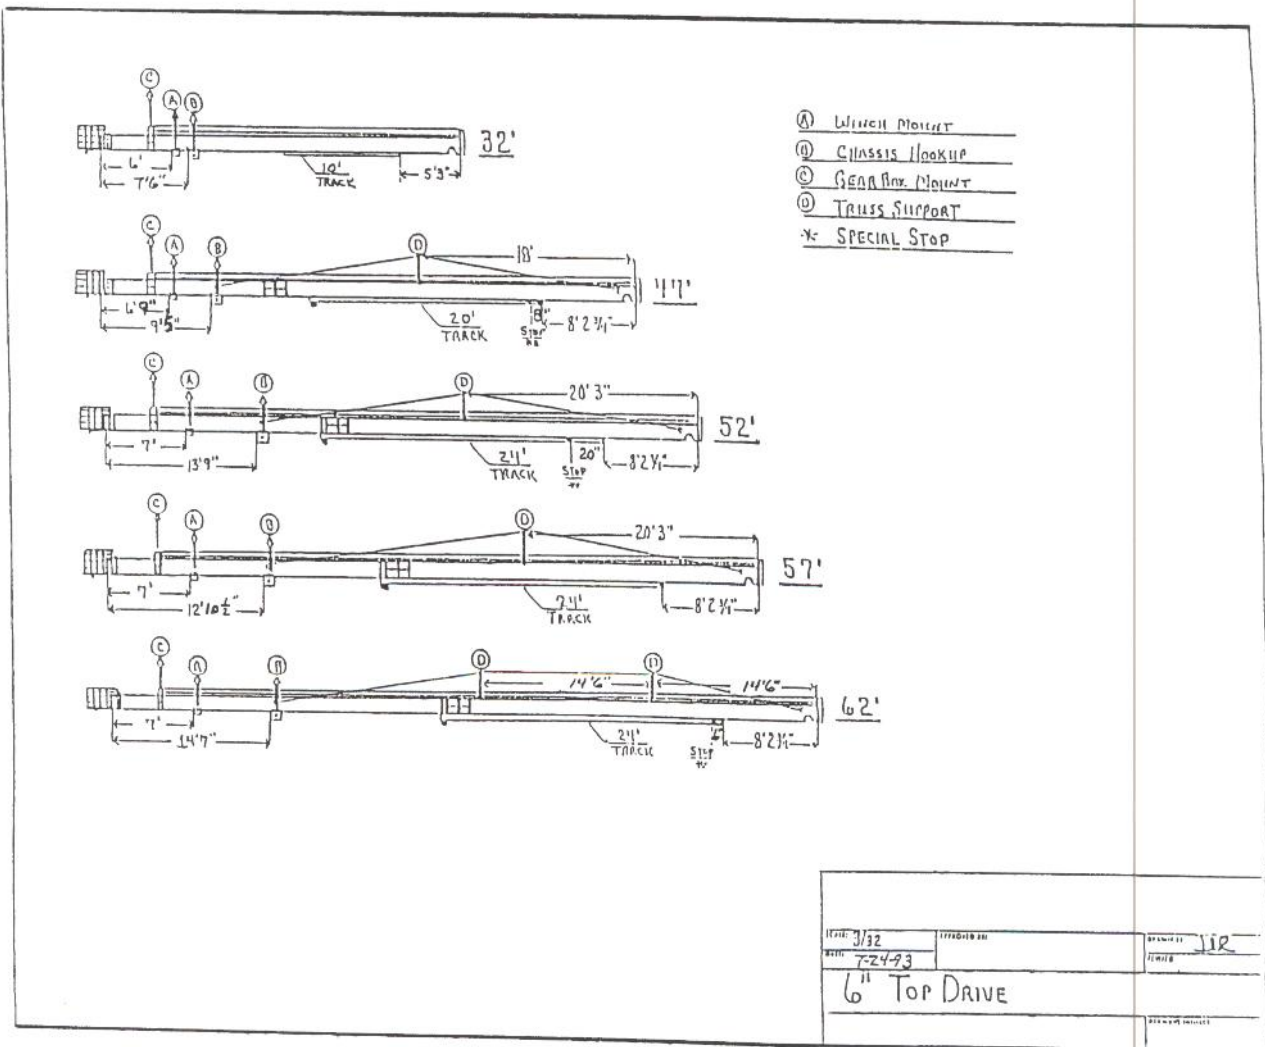 C
A B
32'
6'
7'6"
10'
TRACK
5'3"
A WINCH MOUNT
B CHASSIS HOOKUP
C GEAR BOX MOUNT
D TRUSS SUPPORT
* SPECIAL STOP
C
A B D
18'
47'
6'9"
9'5"
20'
TRACK
8"
STOP
8'2¾"
C
A B D
20'3"
52'
7'
13'9"
24'
TRACK
20"
STOP
8'2¾"
C
A B D
20'3"
57'
7'
12'10½"
24'
TRACK
8'2¾"
C
A B D D
14'6" 14'6"
62'
7'
14'7"
24'
TRACK
STOP
8'2¾"
3/32
7-24-93
6" TOP DRIVE